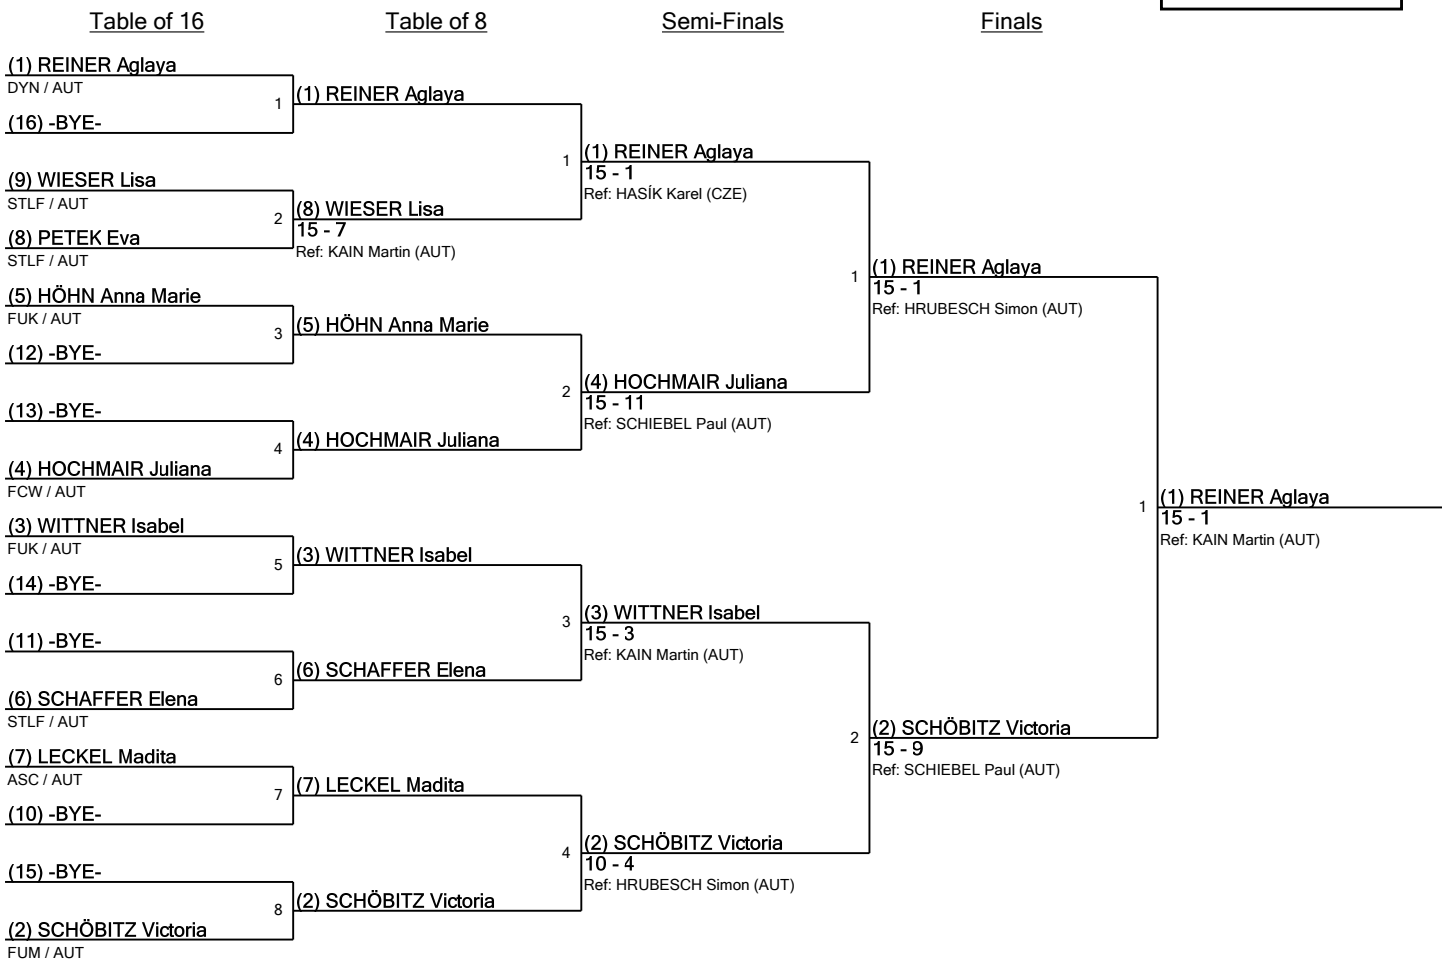 Table of 16
Table of 8
Semi-Finals
Finals
(1) REINER Aglaya
DYN / AUT
1
(16) -BYE-
(9) WIESER Lisa
STLF / AUT
2
(8) PETEK Eva
STLF / AUT
(5) HÖHN Anna Marie
FUK / AUT
3
(12) -BYE-
(13) -BYE-
4
(4) HOCHMAIR Juliana
FCW / AUT
(3) WITTNER Isabel
FUK / AUT
5
(14) -BYE-
(11) -BYE-
6
(6) SCHAFFER Elena
STLF / AUT
(7) LECKEL Madita
ASC / AUT
7
(10) -BYE-
(15) -BYE-
8
(2) SCHÖBITZ Victoria
FUM / AUT
(1) REINER Aglaya
1
(8) WIESER Lisa
15 - 7
Ref: KAIN Martin (AUT)
(5) HÖHN Anna Marie
2
(4) HOCHMAIR Juliana
(3) WITTNER Isabel
3
(6) SCHAFFER Elena
(7) LECKEL Madita
4
(2) SCHÖBITZ Victoria
(1) REINER Aglaya
15 - 1
Ref: HASÍK Karel (CZE)
1
(4) HOCHMAIR Juliana
15 - 11
Ref: SCHIEBEL Paul (AUT)
(3) WITTNER Isabel
15 - 3
Ref: KAIN Martin (AUT)
2
(2) SCHÖBITZ Victoria
10 - 4
Ref: HRUBESCH Simon (AUT)
(1) REINER Aglaya
15 - 1
Ref: HRUBESCH Simon (AUT)
1
(2) SCHÖBITZ Victoria
15 - 9
Ref: SCHIEBEL Paul (AUT)
(1) REINER Aglaya
15 - 1
Ref: KAIN Martin (AUT)